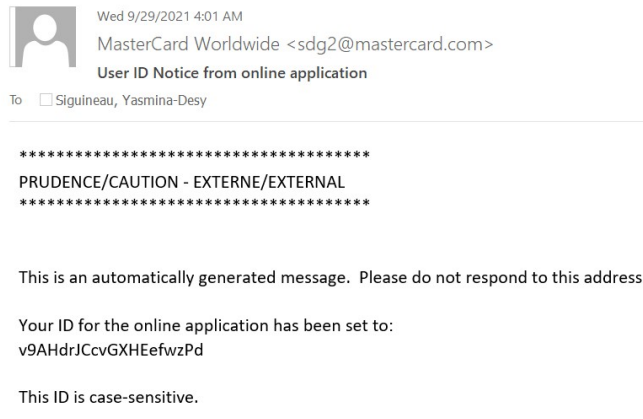 Wed 9/29/2021 4:01 AM
MasterCard Worldwide <sdg2@mastercard.com>
User ID Notice from online application
To Siguineau, Yasmina-Desy
**************************************
PRUDENCE/CAUTION - EXTERNE/EXTERNAL
**************************************
This is an automatically generated message.  Please do not respond to this address
Your ID for the online application has been set to:
v9AHdrJCcvGXHEefwzPd
This ID is case-sensitive.